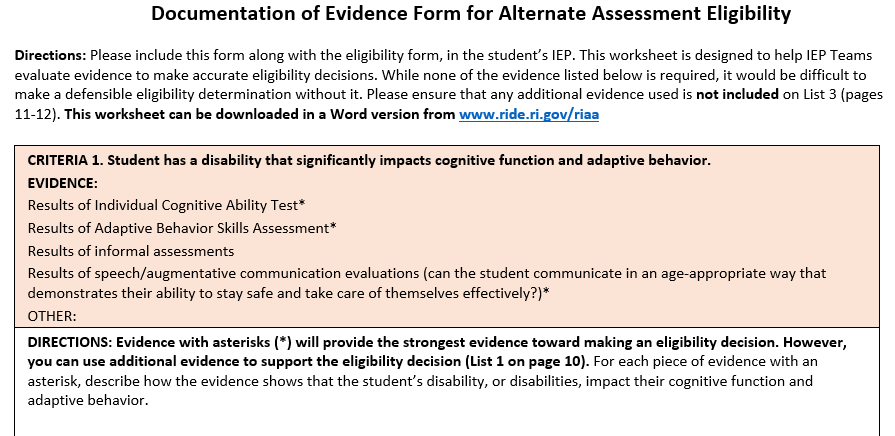 Documentation of Evidence Form for Alternate Assessment Eligibility
Directions: Please include this form along with the eligibility form, in the student’s IEP. This worksheet is designed to help IEP Teams
evaluate evidence to make accurate eligibility decisions. While none of the evidence listed below is required, it would be difficult to
make a defensible eligibility determination without it. Please ensure that any additional evidence used is not included on List 3 (pages
11-12). This worksheet can be downloaded in a Word version from www.ride.ri.gov/riaa
CRITERIA 1. Student has a disability that significantly impacts cognitive function and adaptive behavior.
EVIDENCE:
Results of Individual Cognitive Ability Test*
Results of Adaptive Behavior Skills Assessment*
Results of informal assessments
Results of speech/augmentative communication evaluations (can the student communicate in an age-appropriate way that
demonstrates their ability to stay safe and take care of themselves effectively?)*
OTHER:
DIRECTIONS: Evidence with asterisks (*) will provide the strongest evidence toward making an eligibility decision. However,
you can use additional evidence to support the eligibility decision (List 1 on page 10). For each piece of evidence with an
asterisk, describe how the evidence shows that the student’s disability, or disabilities, impact their cognitive function and
adaptive behavior.